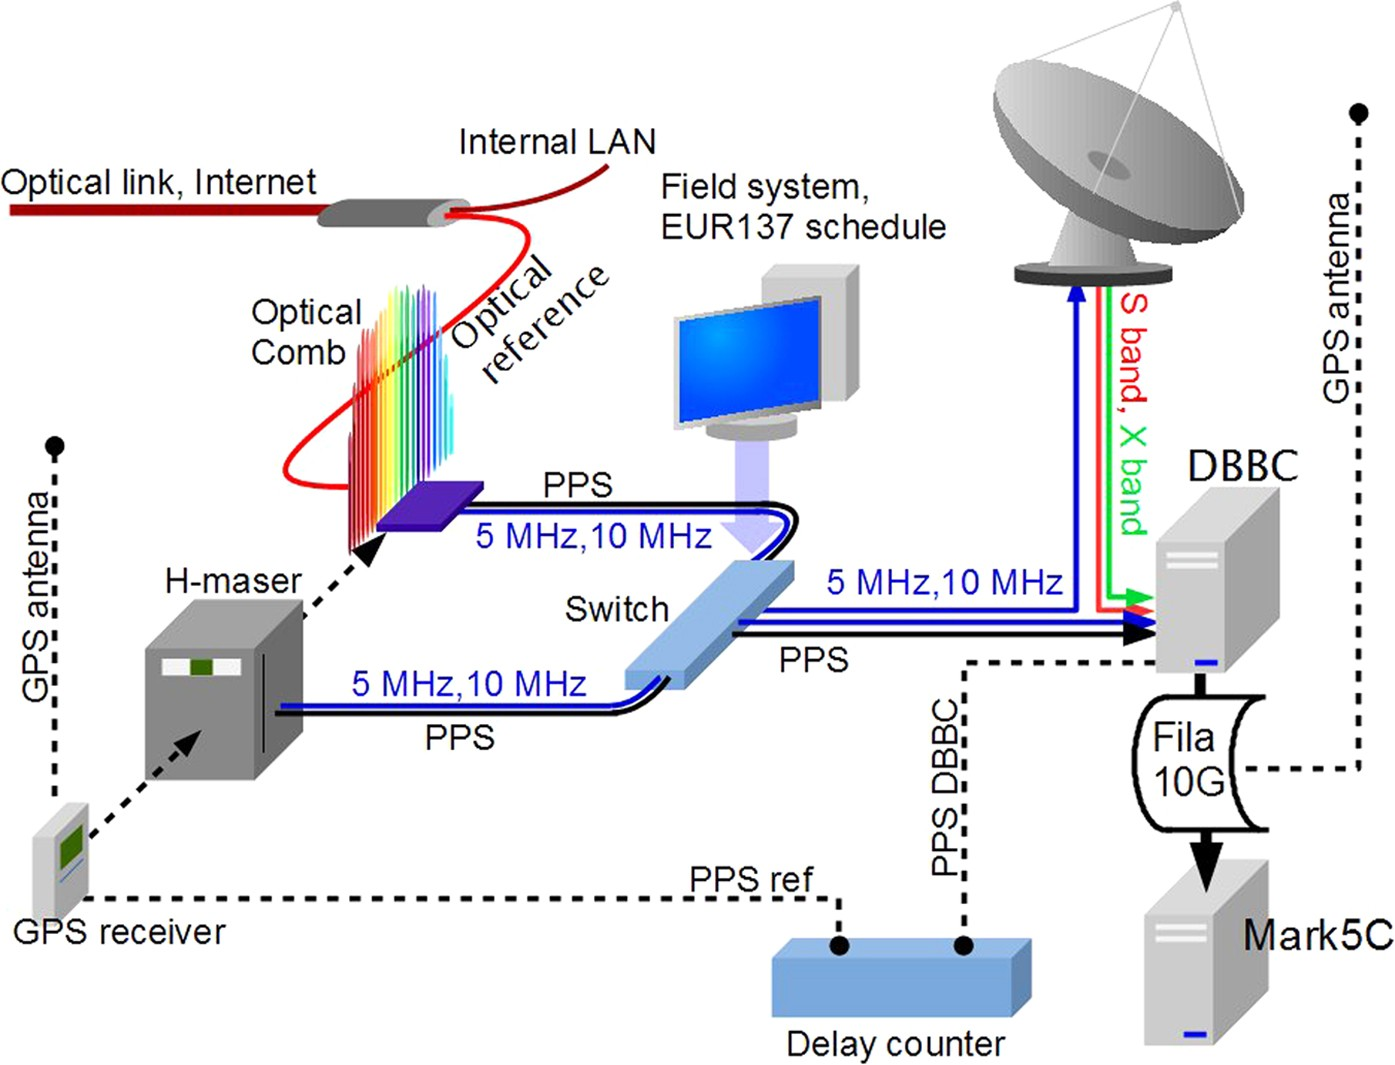 Internal LAN
Optical link, Internet
Field system,
EUR137 schedule
Optical
reference
Optical
Comb
GPS antenna
S band, X band
DBBC
PPS
5 MHz,10 MHz
GPS antenna
H-maser
Switch
5 MHz,10 MHz
PPS
5 MHz,10 MHz
PPS
PPS DBBC
Fila
10G
PPS ref
GPS receiver
Mark5C
Delay counter